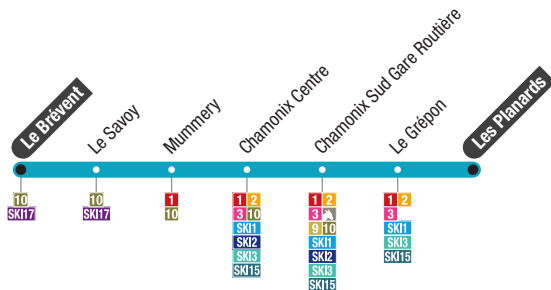 Le Brévent
Le Savoy
Mummery
Chamonix Centre
Chamonix Sud Gare Routière
Le Grépon
Les Planards
10
SKI17
10
SKI17
1
10
1 2
3 10
SKI1
SKI2
SKI3
SKI15
1 2
3
9 10
SKI1
SKI2
SKI3
SKI15
1 2
3
SKI1
SKI3
SKI15